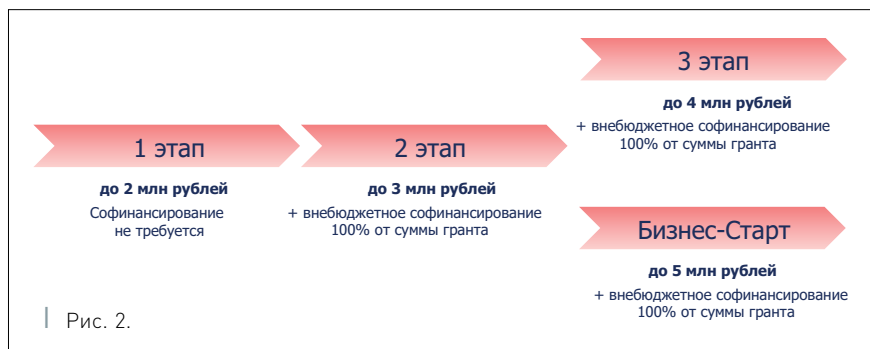 1 этап
до 2 млн рублей
Софинансирование
не требуется
2 этап
до 3 млн рублей
+ внебюджетное софинансирование
100% от суммы гранта
3 этап
до 4 млн рублей
+ внебюджетное софинансирование
100% от суммы гранта
Бизнес-Старт
до 5 млн рублей
+ внебюджетное софинансирование
100% от суммы гранта
Рис. 2.